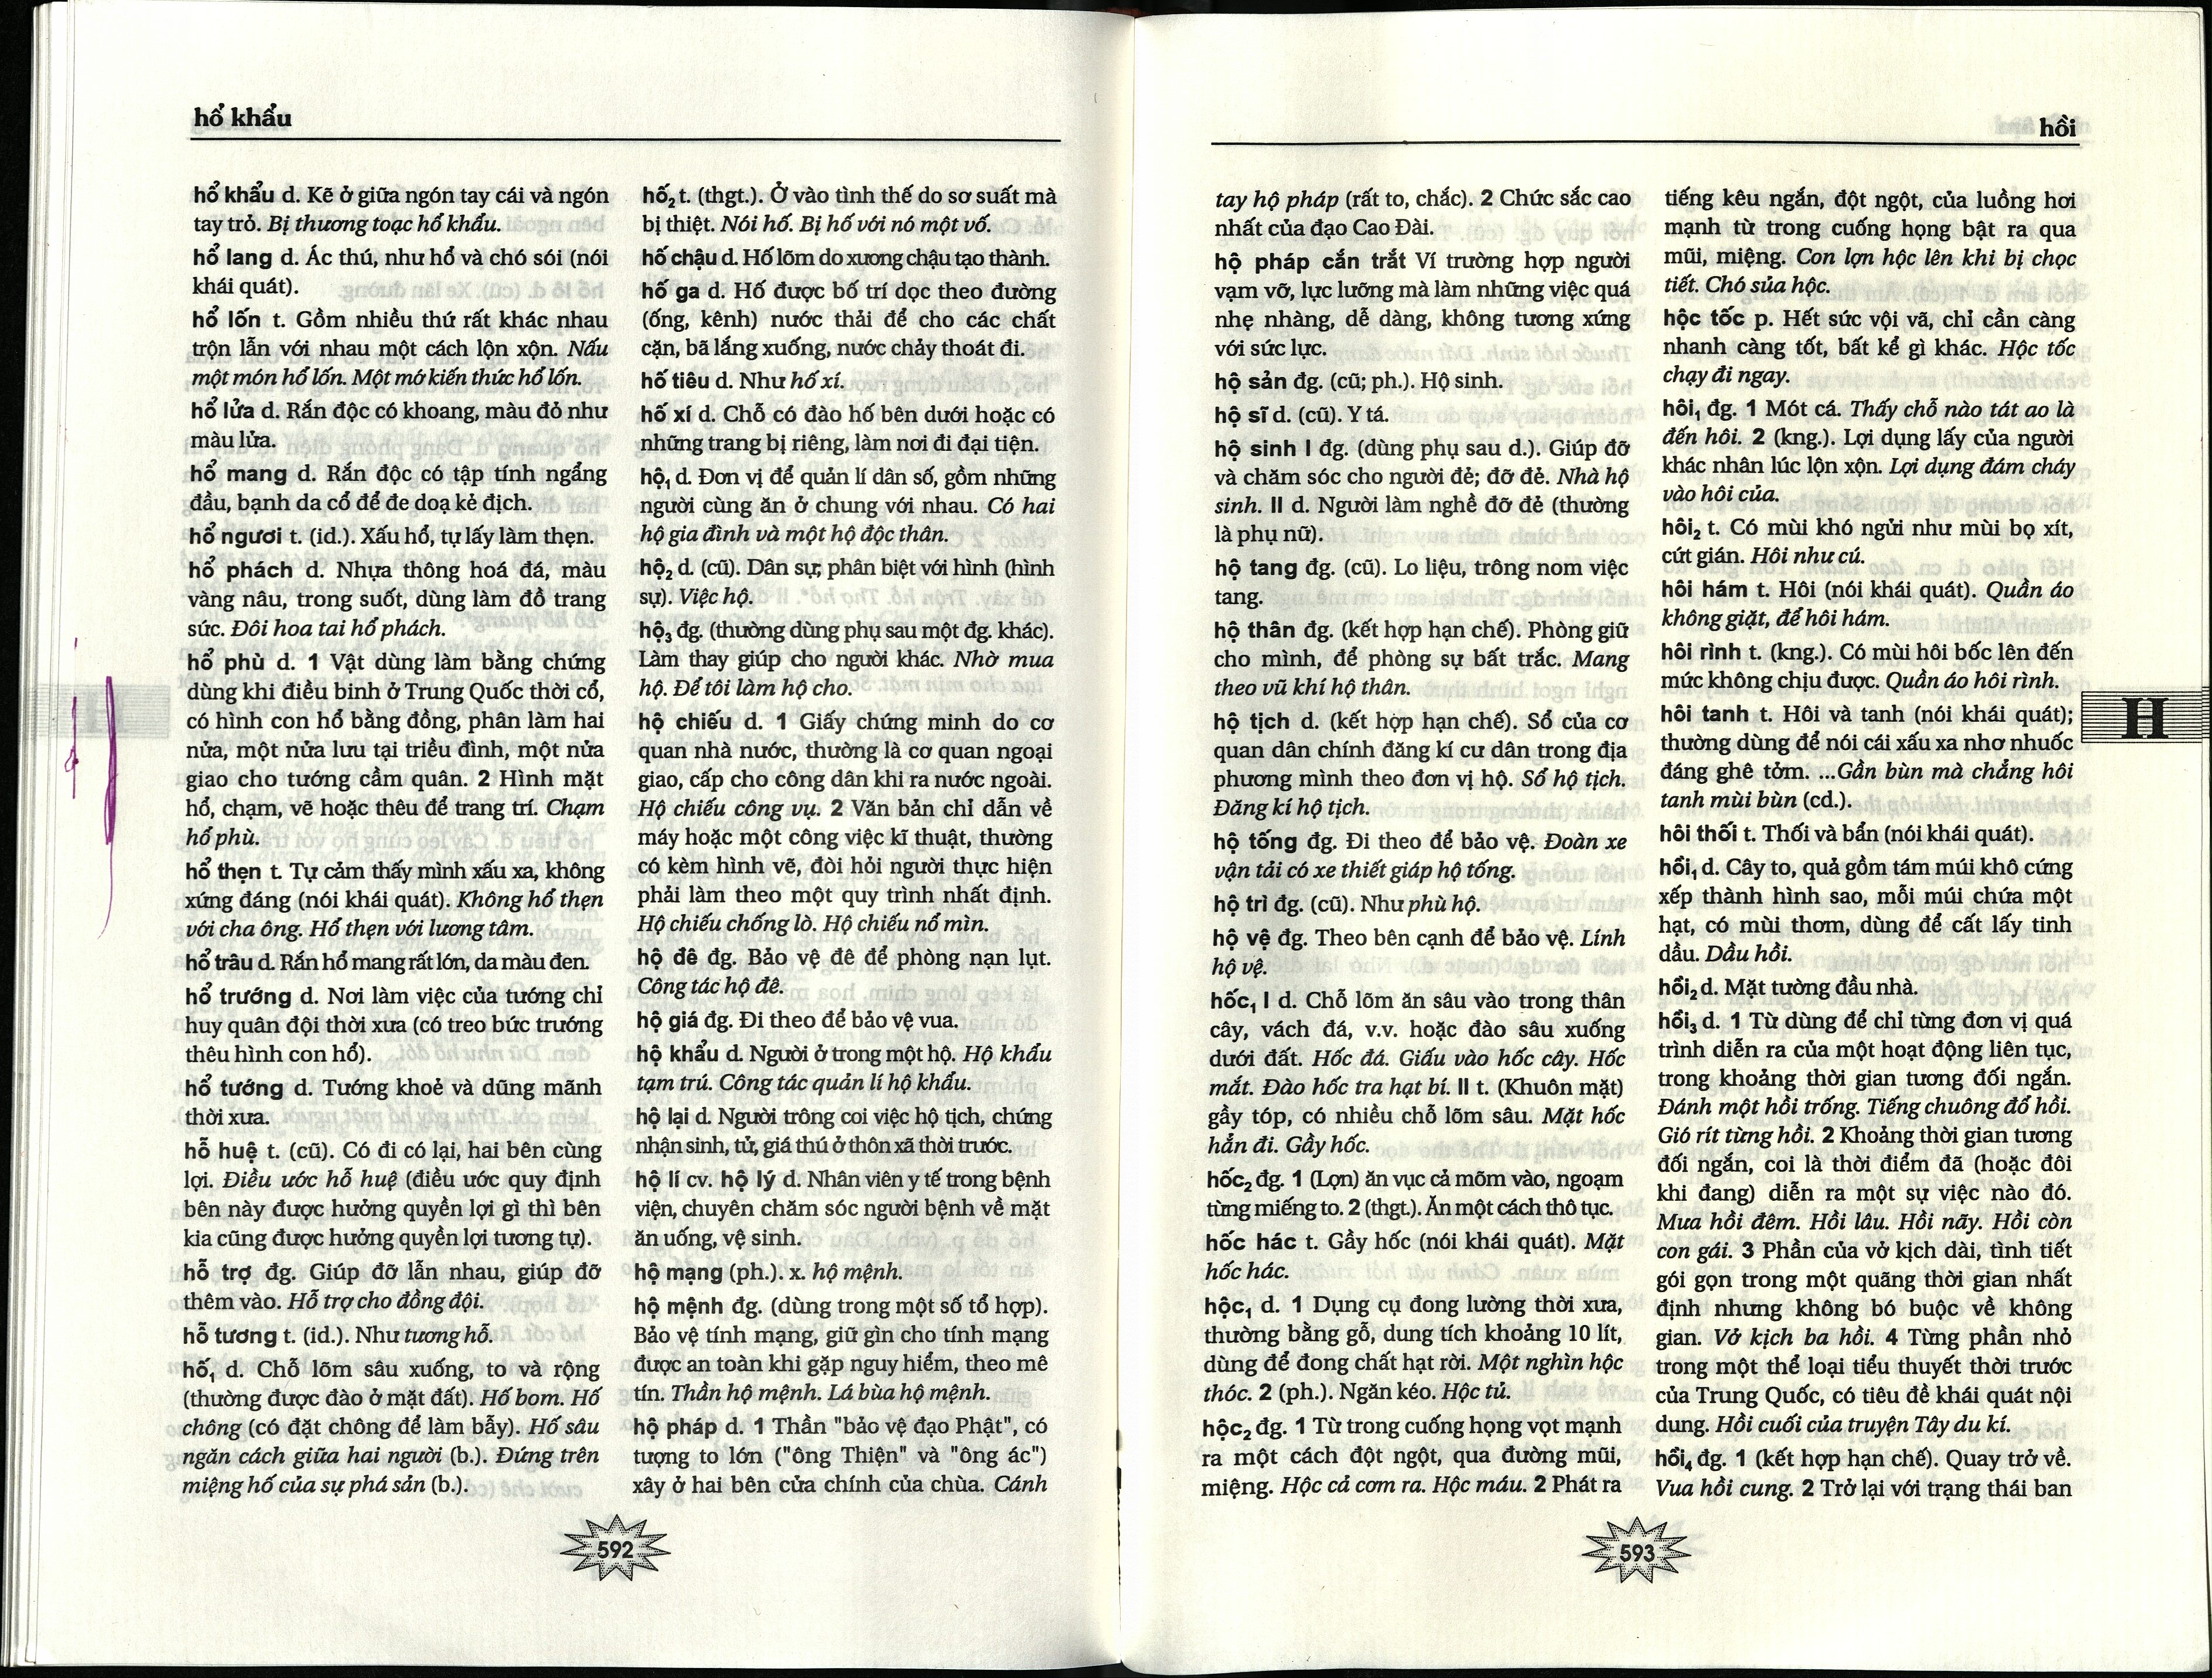 hổ khẩu
hổ khẩu d. Kẽ ở giữa ngón tay cái và ngón
tay trỏ. Bị thương toạc hổ khẩu.
hổ lang d. Ác thú, như hổ và chó sói (nói
khái quát).
hổ lốn t. Gồm nhiều thứ rất khác nhau
trộn lẫn với nhau một cách lộn xộn. Nấu
một món hổ lốn. Một mớ kiến thức hổ lốn.
hổ lửa d. Rắn độc có khoang, màu đỏ như
màu lửa.
hổ mang d. Rắn độc có tập tính ngẩng
đầu, bạnh da cổ để đe doạ kẻ địch.
hổ ngươi t. (id.). Xấu hổ, tự lấy làm thẹn.
hổ phách d. Nhựa thông hoá đá, màu
vàng nâu, trong suốt, dùng làm đồ trang
sức. Đôi hoa tai hổ phách.
hổ phù d. 1 Vật dùng làm bằng chứng
dùng khi điều binh ở Trung Quốc thời cổ,
có hình con hổ bằng đồng, phân làm hai
nửa, một nửa lưu tại triều đình, một nửa
giao cho tướng cầm quân. 2 Hình mặt
hổ, chạm, vẽ hoặc thêu để trang trí. Chạm
hổ phù.
hổ thẹn t. Tự cảm thấy mình xấu xa, không
xứng đáng (nói khái quát). Không hổ thẹn
với cha ông. Hổ thẹn với lương tâm.
hổ trâu d. Rắn hổ mang rất lớn, da màu đen.
hổ trướng d. Nơi làm việc của tướng chỉ
huy quân đội thời xưa (có treo bức trướng
thêu hình con hổ).
hổ tướng d. Tướng khoẻ và dũng mãnh
thời xưa.
hỗ huệ t. (cũ). Có đi có lại, hai bên cùng
lợi. Điều ước hỗ huệ (điều ước quy định
bên này được hưởng quyền lợi gì thì bên
kia cũng được hưởng quyền lợi tương tự).
hỗ trợ đg. Giúp đỡ lẫn nhau, giúp đỡ
thêm vào. Hỗ trợ cho đồng đội.
hỗ tương t. (id.). Như tương hỗ.
hố₁ d. Chỗ lõm sâu xuống, to và rộng
(thường được đào ở mặt đất). Hố bom. Hố
chông (có đặt chông để làm bẫy). Hố sâu
ngăn cách giữa hai người (b.). Đứng trên
miệng hố của sự phá sản (b.).
hố₂ t. (thgt.). Ở vào tình thế do sơ suất mà
bị thiệt. Nói hố. Bị hố với nó một vố.
hố chậu d. Hố lõm do xương chậu tạo thành.
hố ga d. Hố được bố trí dọc theo đường
(ống, kênh) nước thải để cho các chất
cặn, bã lắng xuống, nước chảy thoát đi.
hố tiêu d. Như hố xí.
hố xí d. Chỗ có đào hố bên dưới hoặc có
những trang bị riêng, làm nơi đi đại tiện.
hộ₁ d. Đơn vị để quản lí dân số, gồm những
người cùng ăn ở chung với nhau. Có hai
hộ gia đình và một hộ độc thân.
hộ₂ d. (cũ). Dân sự, phân biệt với hình (hình
sự). Việc hộ.
hộ₃ đg. (thường dùng phụ sau một đg. khác).
Làm thay giúp cho người khác. Nhờ mua
hộ. Để tôi làm hộ cho.
hộ chiếu d. 1 Giấy chứng minh do cơ
quan nhà nước, thường là cơ quan ngoại
giao, cấp cho công dân khi ra nước ngoài.
Hộ chiếu công vụ. 2 Văn bản chỉ dẫn về
máy hoặc một công việc kĩ thuật, thường
có kèm hình vẽ, đòi hỏi người thực hiện
phải làm theo một quy trình nhất định.
Hộ chiếu chống lò. Hộ chiếu nổ mìn.
hộ đê đg. Bảo vệ đê để phòng nạn lụt.
Công tác hộ đê.
hộ giá đg. Đi theo để bảo vệ vua.
hộ khẩu d. Người ở trong một hộ. Hộ khẩu
tạm trú. Công tác quản lí hộ khẩu.
hộ lại d. Người trông coi việc hộ tịch, chứng
nhận sinh, tử, giá thú ở thôn xã thời trước.
hộ lí cv. hộ lý d. Nhân viên y tế trong bệnh
viện, chuyên chăm sóc người bệnh về mặt
ăn uống, vệ sinh.
hộ mạng (ph.). x. hộ mệnh.
hộ mệnh đg. (dùng trong một số tổ hợp).
Bảo vệ tính mạng, giữ gìn cho tính mạng
được an toàn khi gặp nguy hiểm, theo mê
tín. Thần hộ mệnh. Lá bùa hộ mệnh.
hộ pháp d. 1 Thần "bảo vệ đạo Phật", có
tượng to lớn ("ông Thiện" và "ông ác")
xây ở hai bên cửa chính của chùa. Cánh
592
hồi
tay hộ pháp (rất to, chắc). 2 Chức sắc cao
nhất của đạo Cao Đài.
hộ pháp cắn trắt Ví trường hợp người
vạm vỡ, lực lưỡng mà làm những việc quá
nhẹ nhàng, dễ dàng, không tương xứng
với sức lực.
hộ sản đg. (cũ; ph.). Hộ sinh.
hộ sĩ d. (cũ). Y tá.
hộ sinh I đg. (dùng phụ sau d.). Giúp đỡ
và chăm sóc cho người đẻ; đỡ đẻ. Nhà hộ
sinh. II d. Người làm nghề đỡ đẻ (thường
là phụ nữ).
hộ tang đg. (cũ). Lo liệu, trông nom việc
tang.
hộ thân đg. (kết hợp hạn chế). Phòng giữ
cho mình, để phòng sự bất trắc. Mang
theo vũ khí hộ thân.
hộ tịch d. (kết hợp hạn chế). Sổ của cơ
quan dân chính đăng kí cư dân trong địa
phương mình theo đơn vị hộ. Sổ hộ tịch.
Đăng kí hộ tịch.
hộ tống đg. Đi theo để bảo vệ. Đoàn xe
vận tải có xe thiết giáp hộ tống.
hộ trì đg. (cũ). Như phù hộ.
hộ vệ đg. Theo bên cạnh để bảo vệ. Lính
hộ vệ.
hốc₁ I d. Chỗ lõm ăn sâu vào trong thân
cây, vách đá, v.v. hoặc đào sâu xuống
dưới đất. Hốc đá. Giấu vào hốc cây. Hốc
mắt. Đào hốc tra hạt bí. II t. (Khuôn mặt)
gầy tóp, có nhiều chỗ lõm sâu. Mặt hốc
hẳn đi. Gầy hốc.
hốc₂ đg. 1 (Lợn) ăn vục cả mõm vào, ngoạm
từng miếng to. 2 (thgt.). Ăn một cách thô tục.
hốc hác t. Gầy hốc (nói khái quát). Mặt
hốc hác.
hộc₁ d. 1 Dụng cụ đong lường thời xưa,
thường bằng gỗ, dung tích khoảng 10 lít,
dùng để đong chất hạt rời. Một nghìn hộc
thóc. 2 (ph.). Ngăn kéo. Hộc tủ.
hộc₂ đg. 1 Từ trong cuống họng vọt mạnh
ra một cách đột ngột, qua đường mũi,
miệng. Hộc cả cơm ra. Hộc máu. 2 Phát ra
tiếng kêu ngắn, đột ngột, của luồng hơi
mạnh từ trong cuống họng bật ra qua
mũi, miệng. Con lợn hộc lên khi bị chọc
tiết. Chó sủa hộc.
hộc tốc p. Hết sức vội vã, chỉ cần càng
nhanh càng tốt, bất kể gì khác. Hộc tốc
chạy đi ngay.
hôi₁ đg. 1 Mót cá. Thấy chỗ nào tát ao là
đến hôi. 2 (kng.). Lợi dụng lấy của người
khác nhân lúc lộn xộn. Lợi dụng đám cháy
vào hôi của.
hôi₂ t. Có mùi khó ngửi như mùi bọ xít,
cứt gián. Hôi như cú.
hôi hám t. Hôi (nói khái quát). Quần áo
không giặt, để hôi hám.
hôi rình t. (kng.). Có mùi hôi bốc lên đến
mức không chịu được. Quần áo hôi rình.
hôi tanh t. Hôi và tanh (nói khái quát);
thường dùng để nói cái xấu xa nhơ nhuốc
đáng ghê tởm. ...Gần bùn mà chẳng hôi
tanh mùi bùn (cd.).
hôi thối t. Thối và bẩn (nói khái quát).
hồi₁ d. Cây to, quả gồm tám múi khô cứng
xếp thành hình sao, mỗi múi chứa một
hạt, có mùi thơm, dùng để cất lấy tinh
dầu. Dầu hồi.
hồi₂ d. Mặt tường đầu nhà.
hồi₃ d. 1 Từ dùng để chỉ từng đơn vị quá
trình diễn ra của một hoạt động liên tục,
trong khoảng thời gian tương đối ngắn.
Đánh một hồi trống. Tiếng chuông đổ hồi.
Gió rít từng hồi. 2 Khoảng thời gian tương
đối ngắn, coi là thời điểm đã (hoặc đôi
khi đang) diễn ra một sự việc nào đó.
Mưa hồi đêm. Hồi lâu. Hồi nãy. Hồi còn
con gái. 3 Phần của vở kịch dài, tình tiết
gói gọn trong một quãng thời gian nhất
định nhưng không bó buộc về không
gian. Vở kịch ba hồi. 4 Từng phần nhỏ
trong một thể loại tiểu thuyết thời trước
của Trung Quốc, có tiêu đề khái quát nội
dung. Hồi cuối của truyện Tây du kí.
hồi₄ đg. 1 (kết hợp hạn chế). Quay trở về.
Vua hồi cung. 2 Trở lại với trạng thái ban
H
593